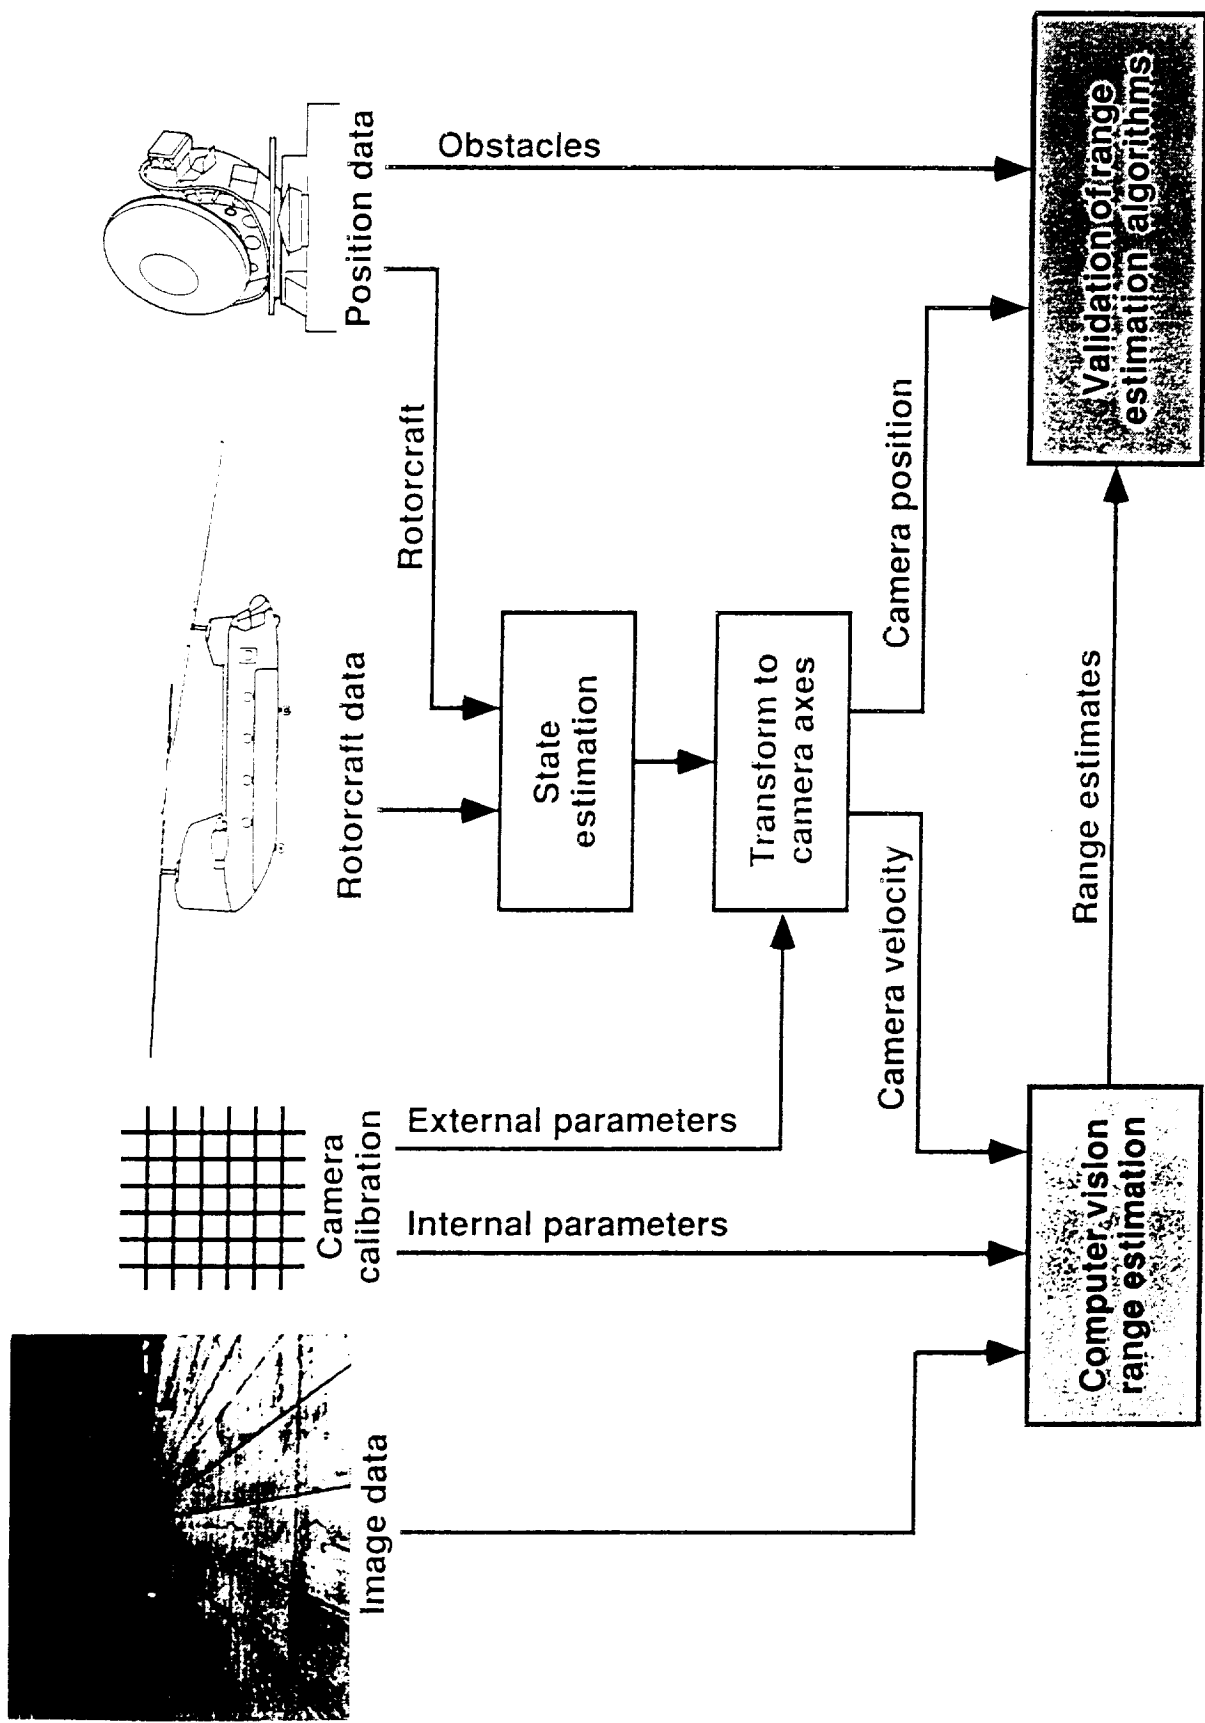 Image data
Camera
calibration
Rotorcraft data
Position data
Internal parameters
External parameters
Rotorcraft
Obstacles
State
estimation
Transform to
camera axes
Camera velocity
Camera position
Computer vision
range estimation
Range estimates
Validation of range
estimation algorithms